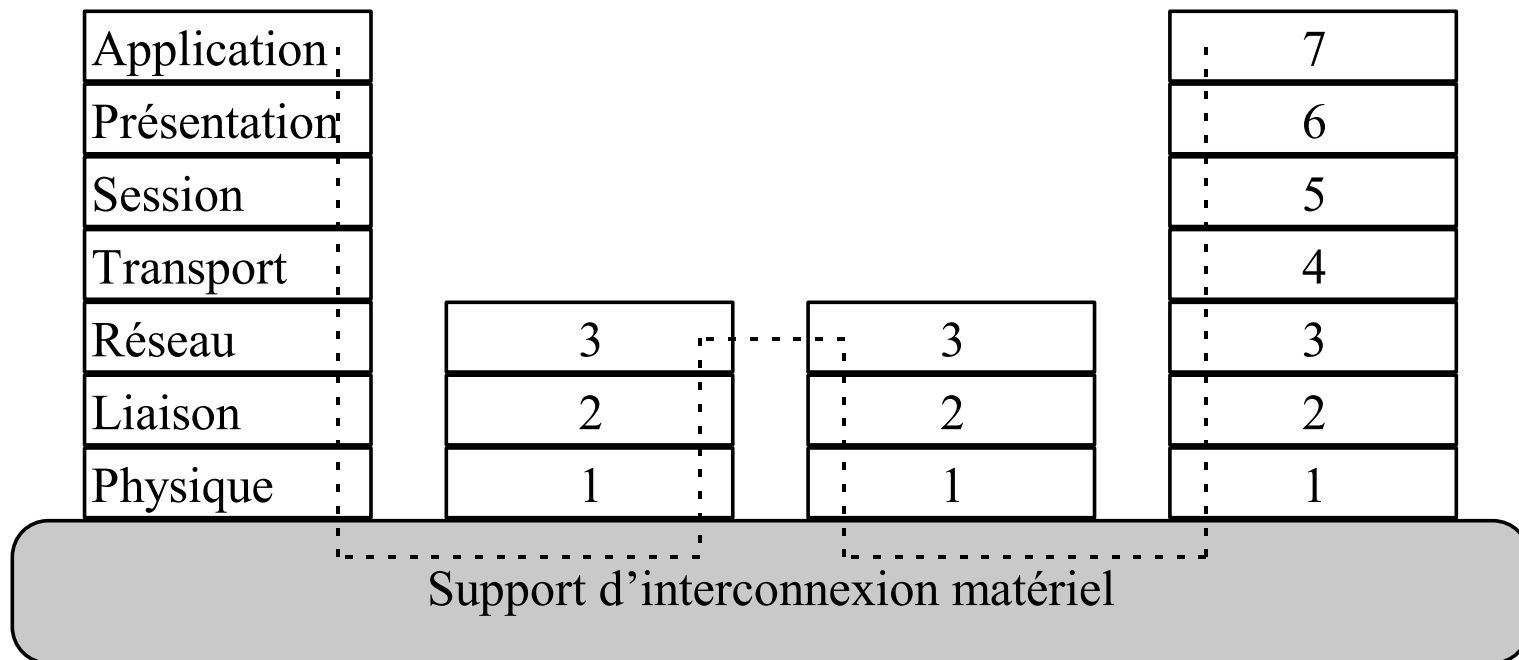 Application
Présentation
Session
Transport
Réseau
Liaison
Physique
3
2
1
3
2
1
7
6
5
4
3
2
1
Support d’interconnexion matériel